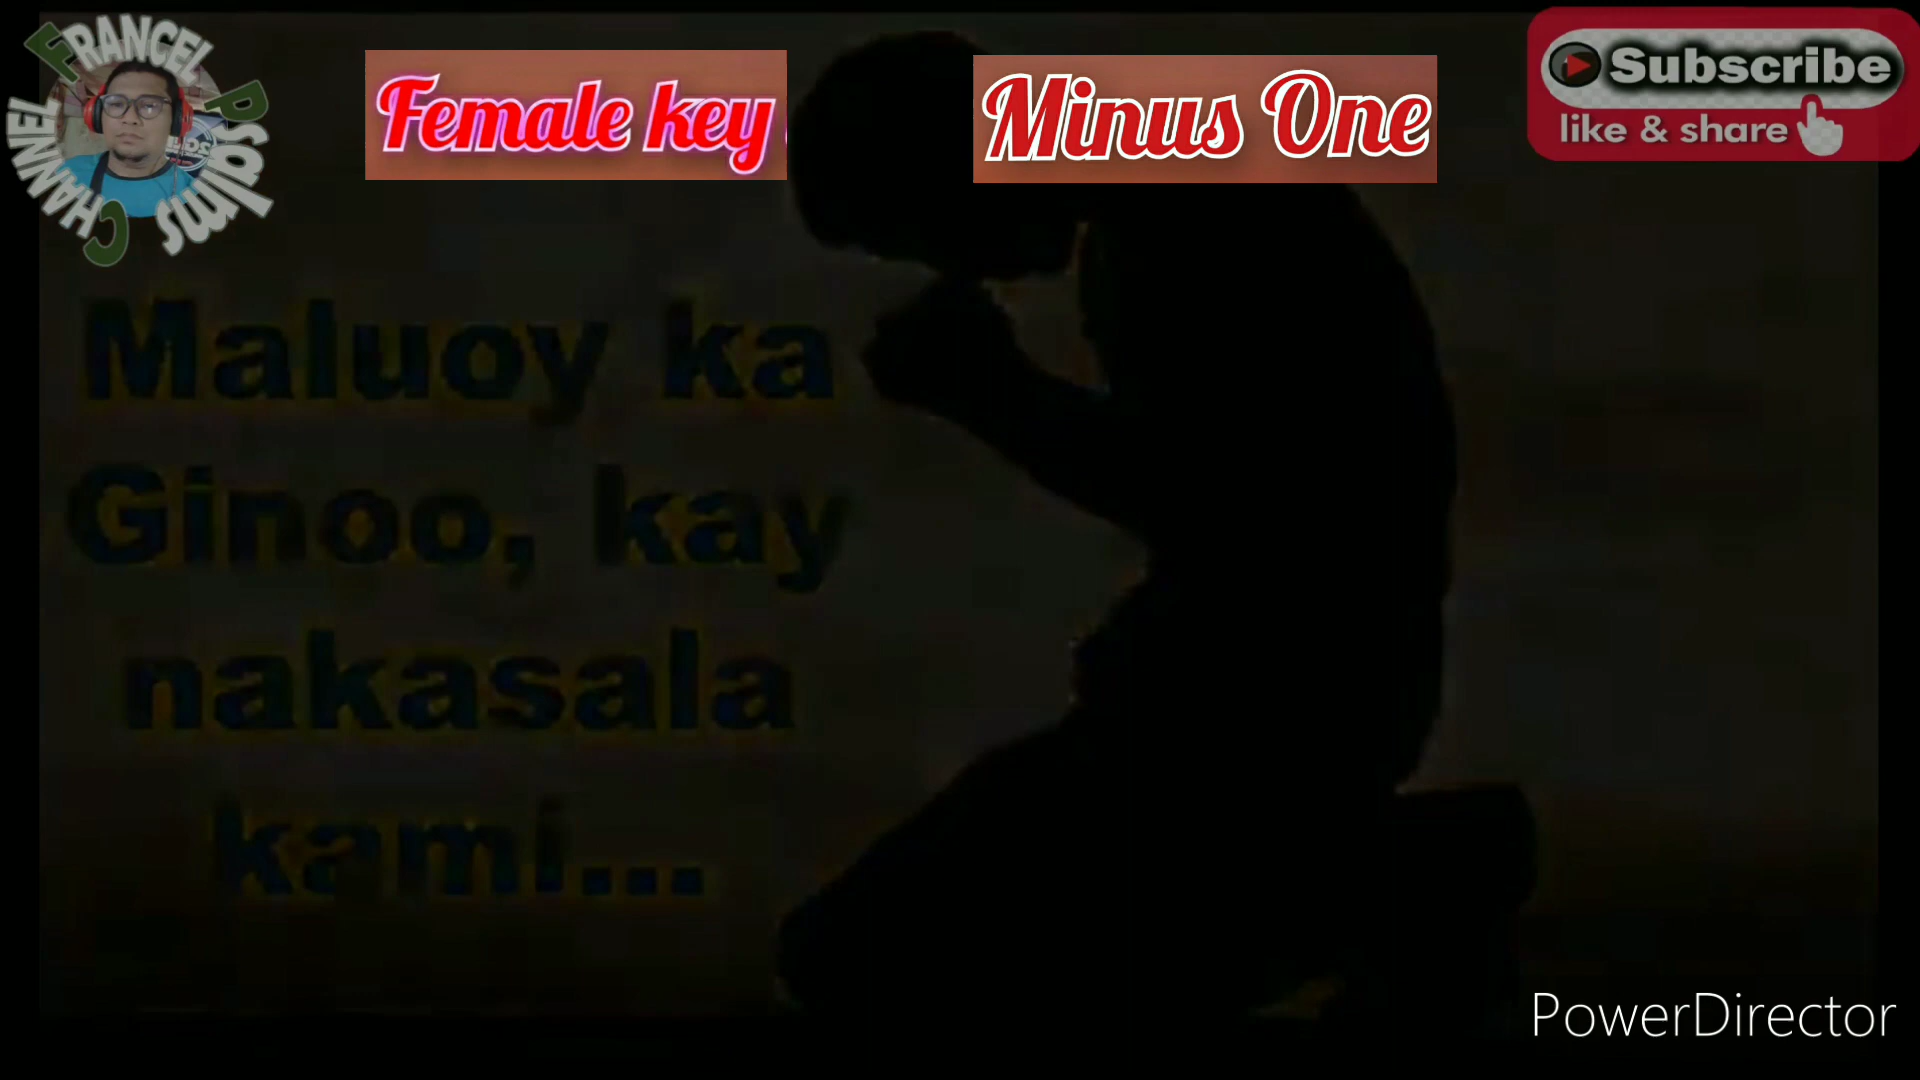 FRANCEL
Psalms
CHANNEL
Female key
Minus One
Subscribe
like & share
Maluoy ka
Ginoo, kay
nakasala
kami...
PowerDirector